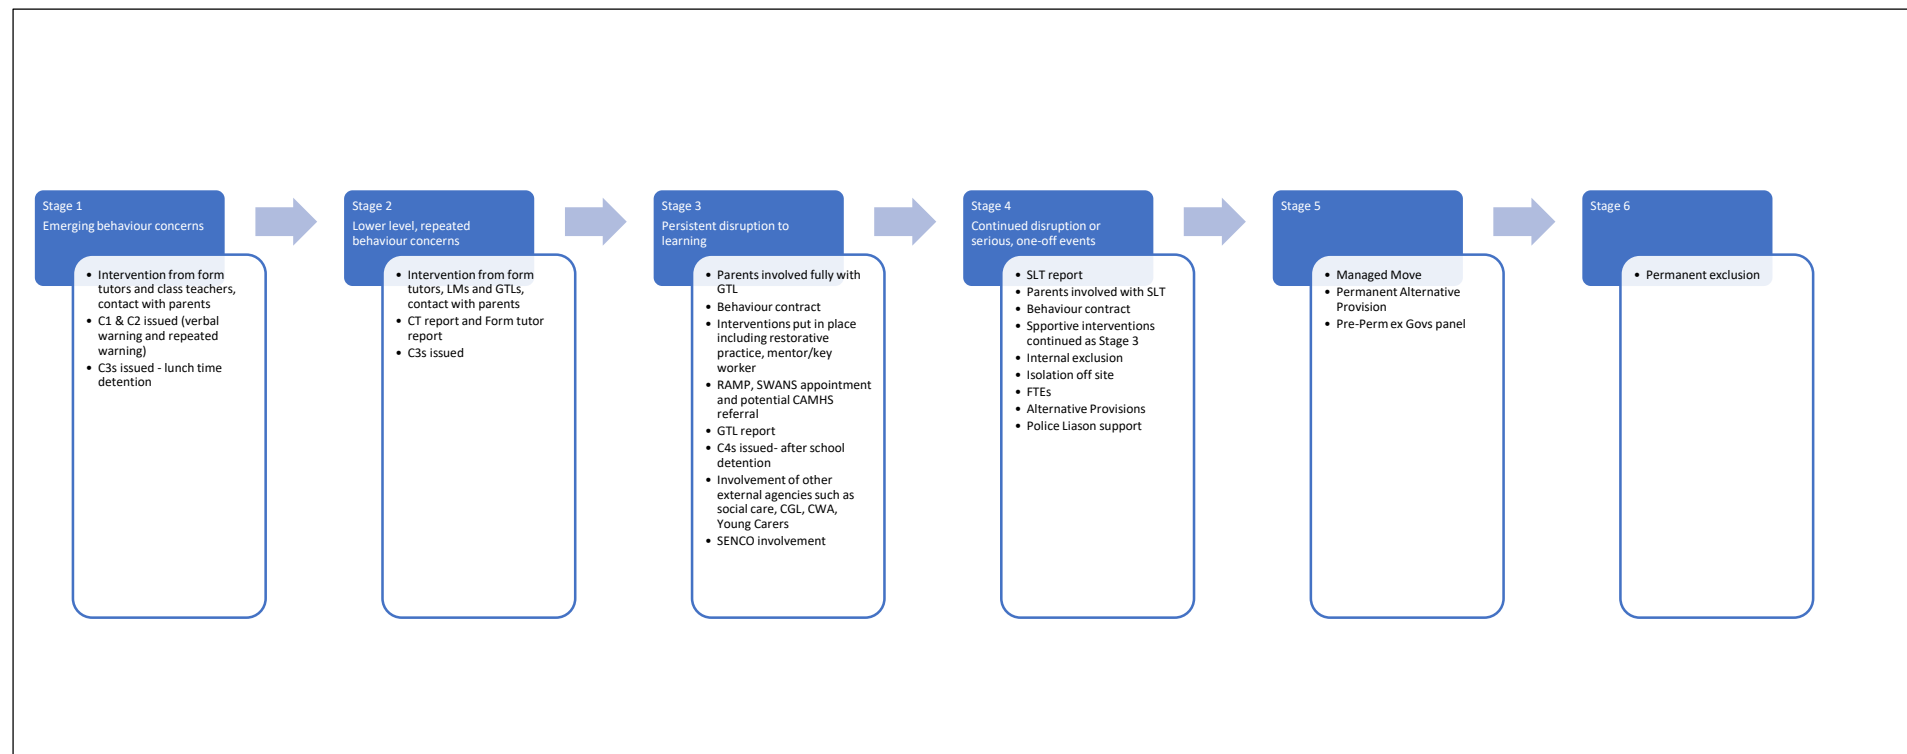 Stage 1
Emerging behaviour concerns
• Intervention from form
tutors and class teachers,
contact with parents
• C1 & C2 issued (verbal
warning and repeated
warning)
• C3s issued - lunch time
detention
Stage 2
Lower level, repeated
behaviour concerns
• Intervention from form
tutors, LMs and GTLs,
contact with parents
• CT report and Form tutor
report
• C3s issued
Stage 3
Persistent disruption to
learning
• Parents involved fully with
GTL
• Behaviour contract
• Interventions put in place
including restorative
practice, mentor/key
worker
• RAMP, SWANS appointment
and potential CAMHS
referral
• GTL report
• C4s issued- after school
detention
• Involvement of other
external agencies such as
social care, CGL, CWA,
Young Carers
• SENCO involvement
Stage 4
Continued disruption or
serious, one-off events
• SLT report
• Parents involved with SLT
• Behaviour contract
• Spportive interventions
continued as Stage 3
• Internal exclusion
• Isolation off site
• FTEs
• Alternative Provisions
• Police Liason support
Stage 5
• Managed Move
• Permanent Alternative
Provision
• Pre-Perm ex Govs panel
Stage 6
• Permanent exclusion